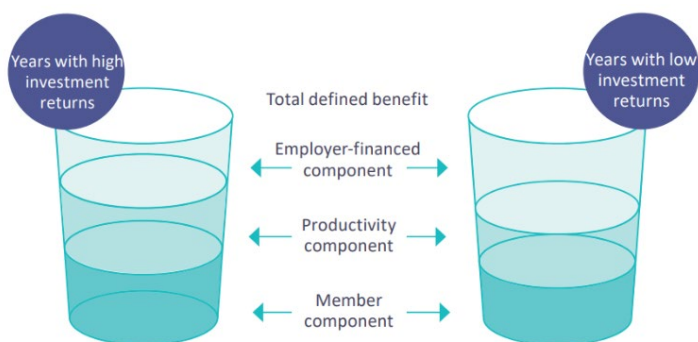 Years with high
investment
returns
Years with low
investment
returns
Total defined benefit
Employer-financed
component
Productivity
component
Member
component